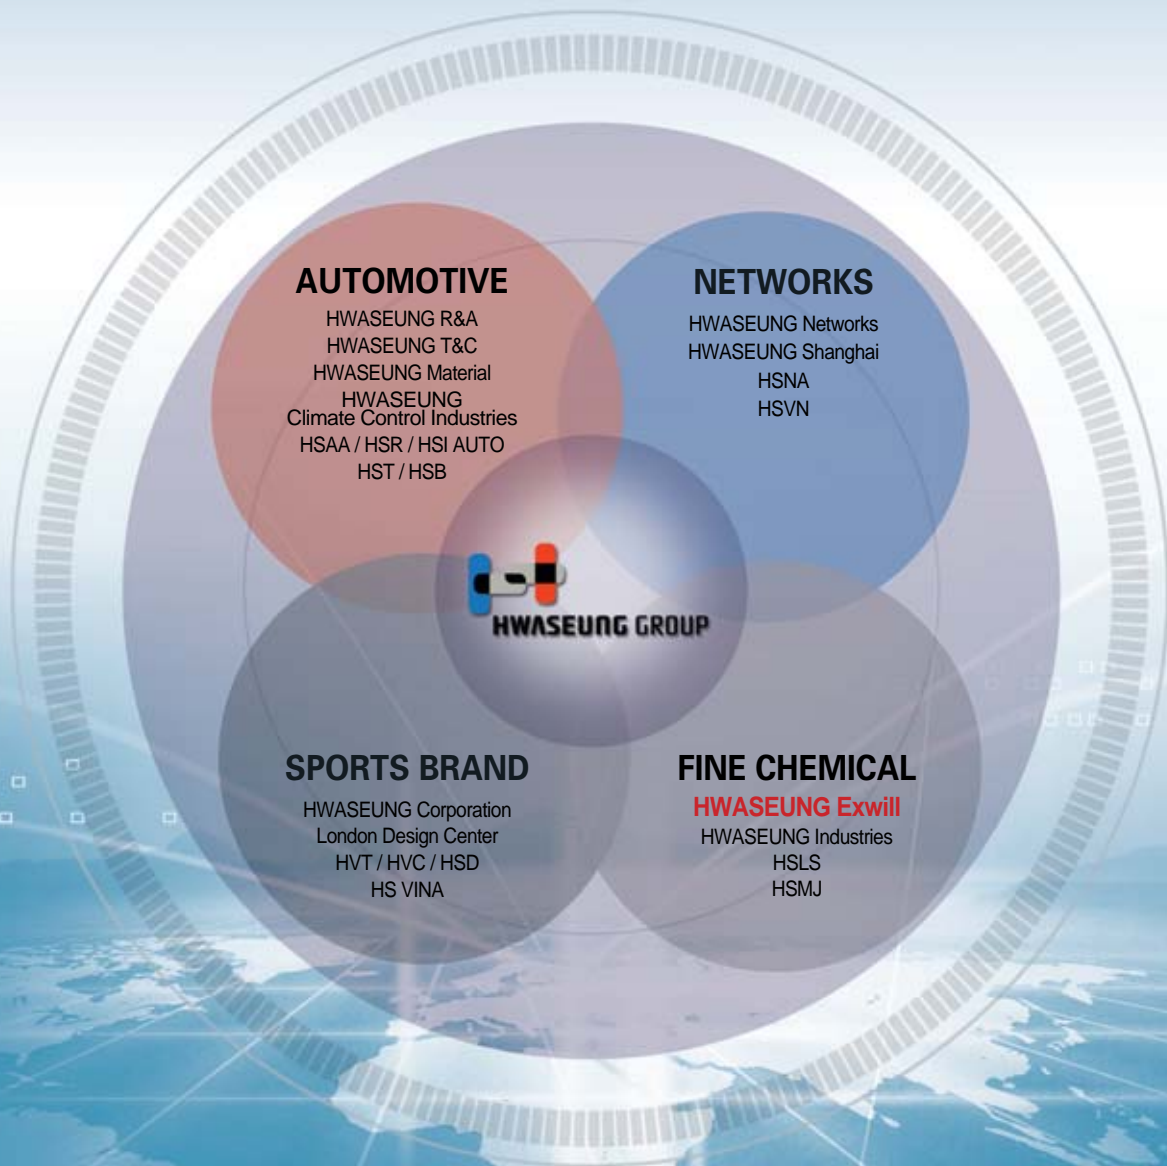 AUTOMOTIVE
HWASEUNG R&A
HWASEUNG T&C
HWASEUNG Material
HWASEUNG
Climate Control Industries
HSAA / HSR / HSI AUTO
HST / HSB
NETWORKS
HWASEUNG Networks
HWASEUNG Shanghai
HSNA
HSVN
HWASEUNG GROUP
SPORTS BRAND
HWASEUNG Corporation
London Design Center
HVT / HVC / HSD
HS VINA
FINE CHEMICAL
HWASEUNG Exwill
HWASEUNG Industries
HSLS
HSMJ